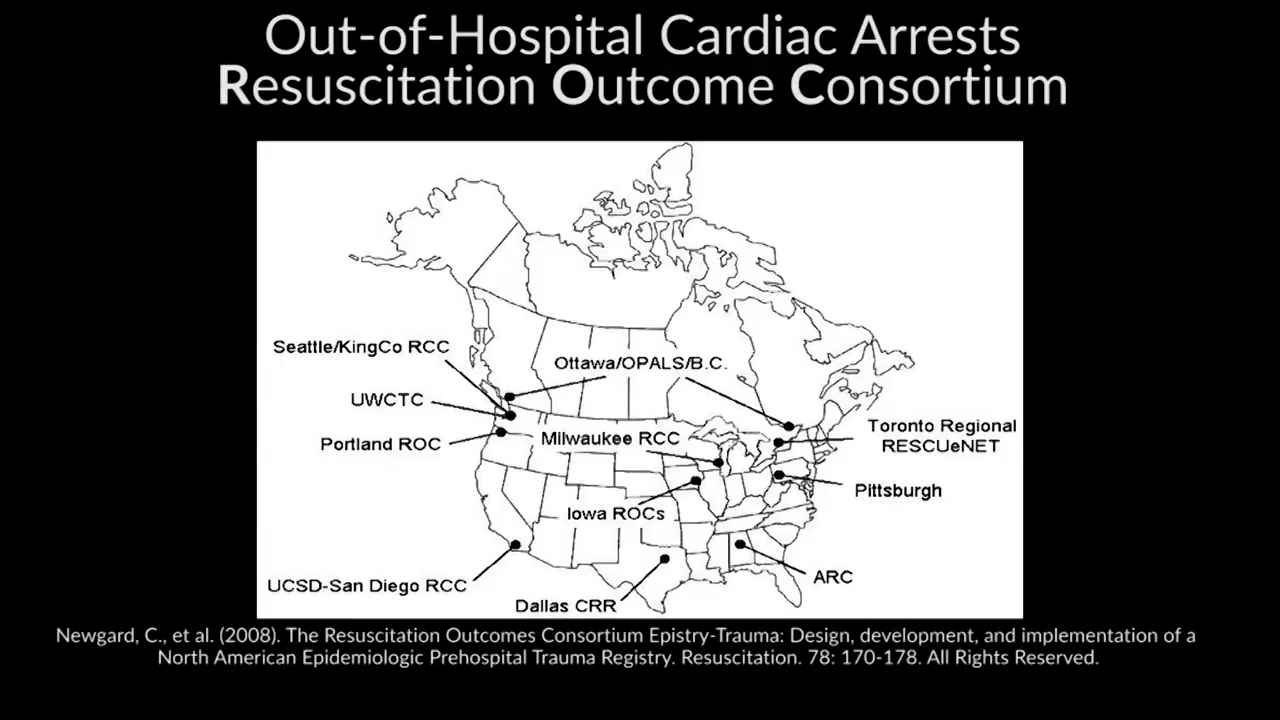 Out-of-Hospital Cardiac Arrests
Resuscitation Outcome Consortium
Seattle/KingCo RCC
Ottawa/OPALS/B.C.
UWCTC
Toronto Regional
RESCUeNET
Portland ROC
Milwaukee RCC
Pittsburgh
Iowa ROCs
UCSD-San Diego RCC
ARC
Dallas CRR
Newgard, C., et al. (2008). The Resuscitation Outcomes Consortium Epistry-Trauma: Design, development, and implementation of a
North American Epidemiologic Prehospital Trauma Registry. Resuscitation. 78: 170-178. All Rights Reserved.